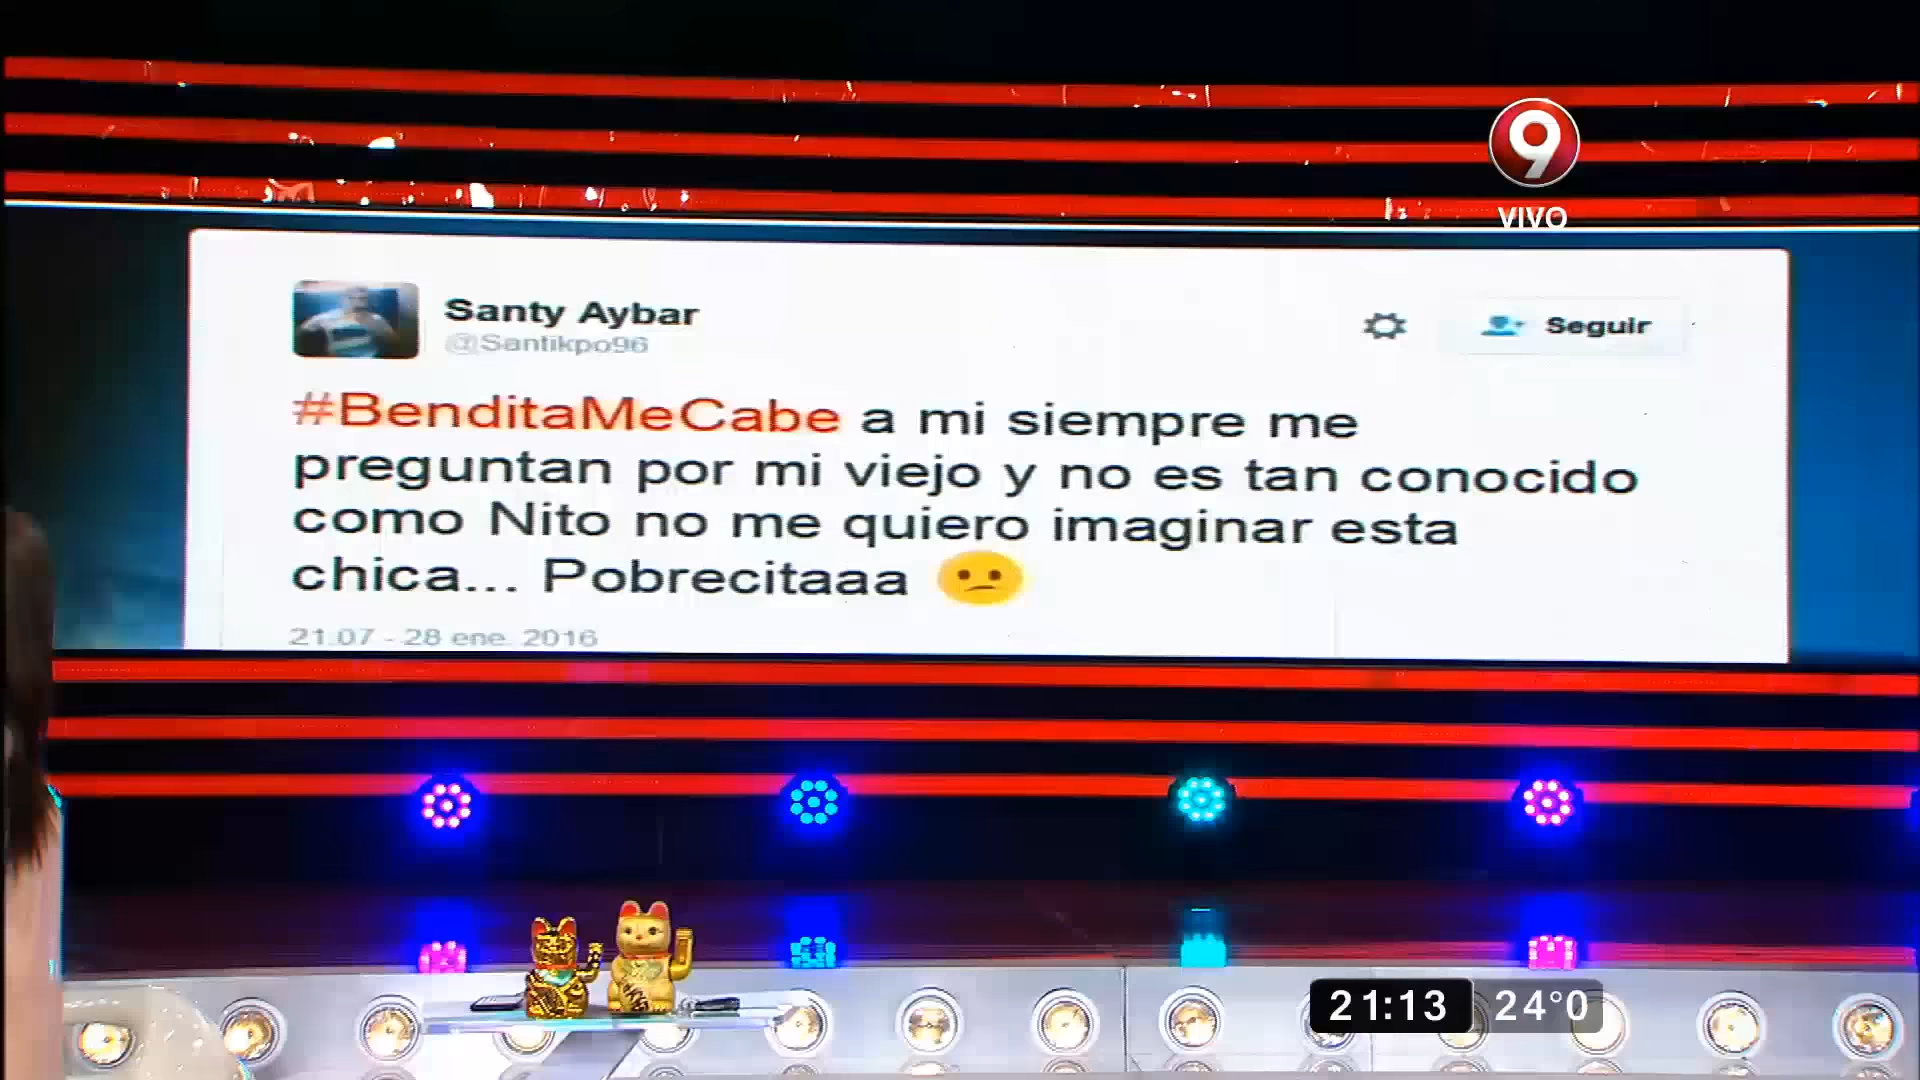 9
VIVO
Santy Aybar
@Santikpo96
Seguir
#BenditaMeCabe a mi siempre me
preguntan por mi viejo y no es tan conocido
como Nito no me quiero imaginar esta
chica... Pobrecitaaa 😕
21:07 - 28 ene. 2016
21:13 24°0